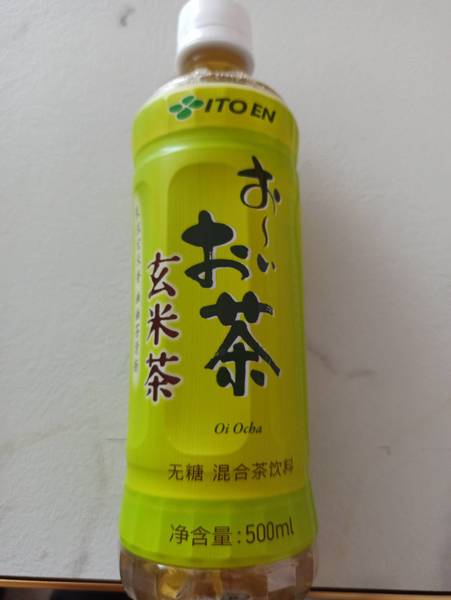 ITO EN
お～い
お茶
玄米茶
Oi Ocha
无糖 混合茶饮料
净含量:500ml